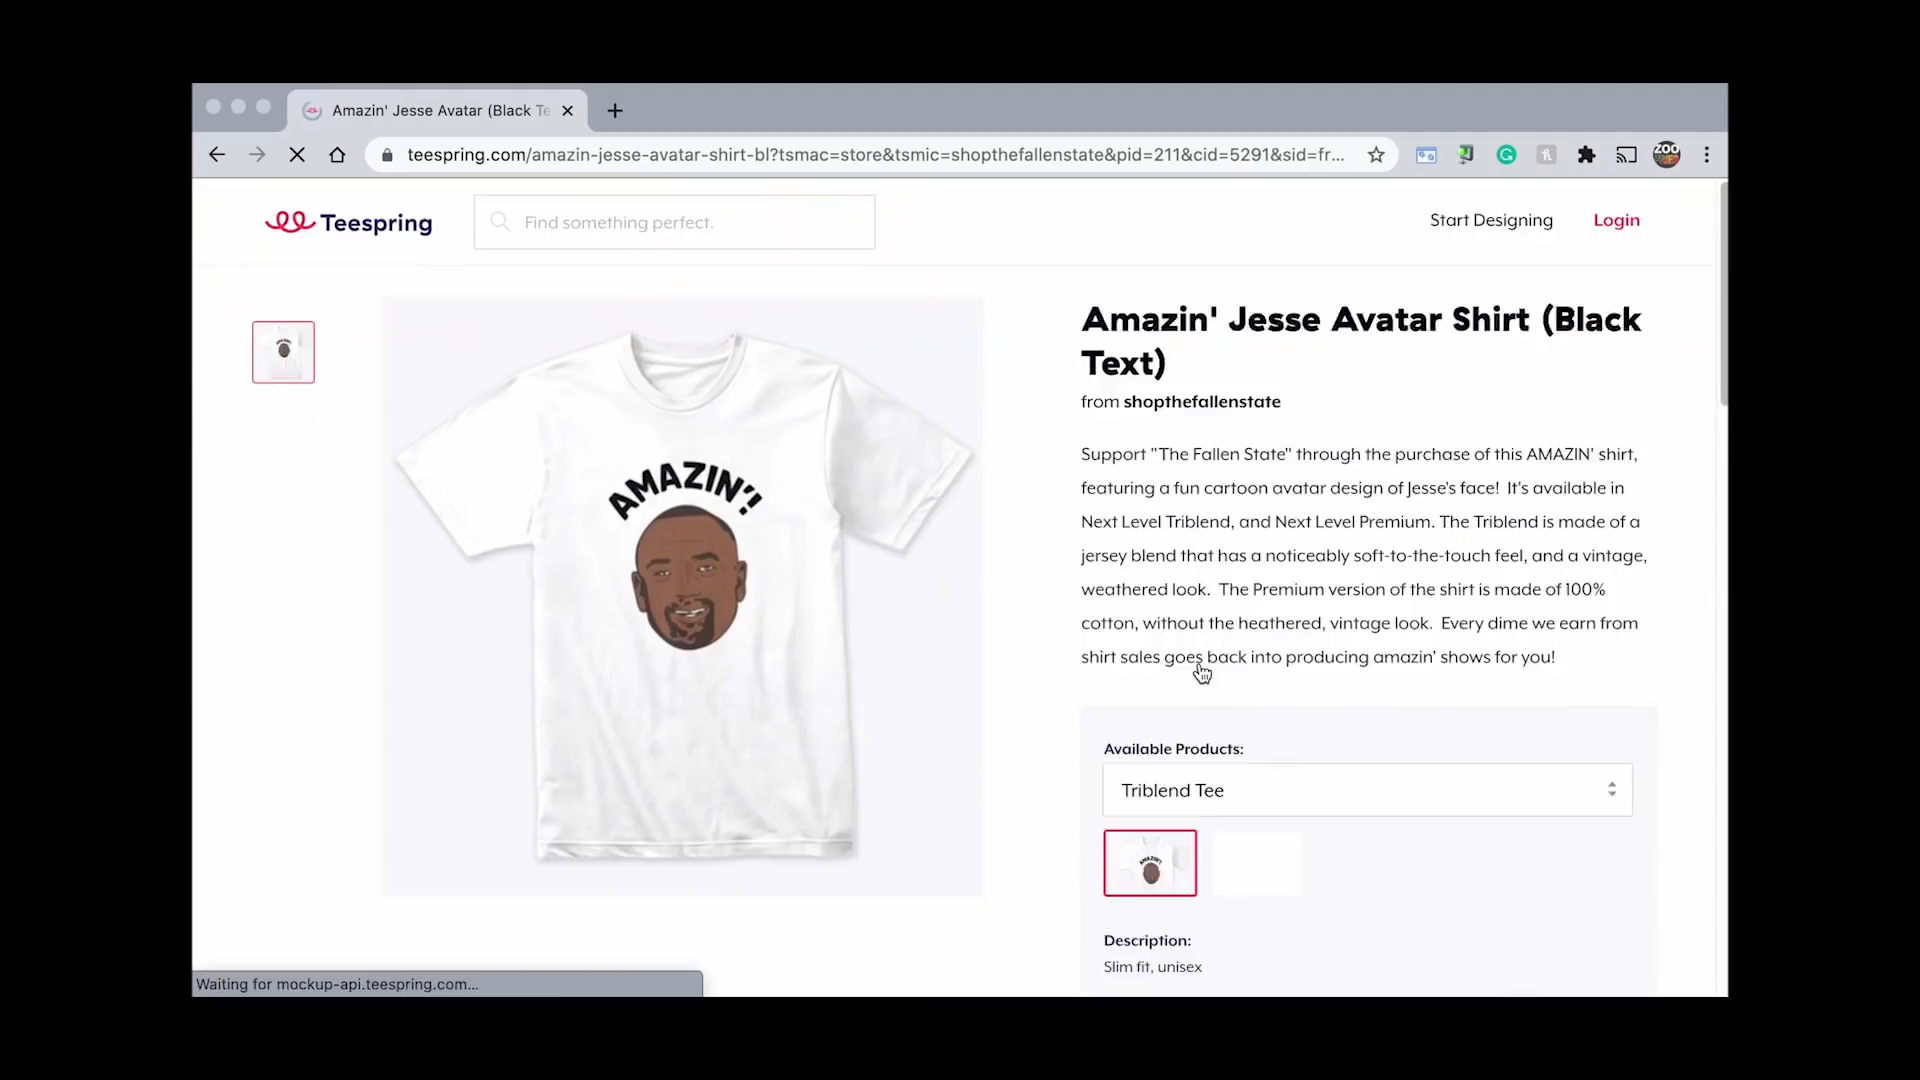 Amazin' Jesse Avatar (Black Te
teespring.com/amazin-jesse-avatar-shirt-bl?tsmac=store&tsmic=shopthefallenstate&pid=211&cid=5291&sid=fr...
ZOO
Teespring
Find something perfect.
Start Designing
Login
Amazin' Jesse Avatar Shirt (Black
Text)
from shopthefallenstate
AMAZIN'!
Support "The Fallen State" through the purchase of this AMAZIN' shirt,
featuring a fun cartoon avatar design of Jesse's face! It's available in
Next Level Triblend, and Next Level Premium. The Triblend is made of a
jersey blend that has a noticeably soft-to-the-touch feel, and a vintage,
weathered look. The Premium version of the shirt is made of 100%
cotton, without the heathered, vintage look. Every dime we earn from
shirt sales goes back into producing amazin' shows for you!
Available Products:
Triblend Tee
AMAZIN'!
Description:
Slim fit, unisex
Waiting for mockup-api.teespring.com...